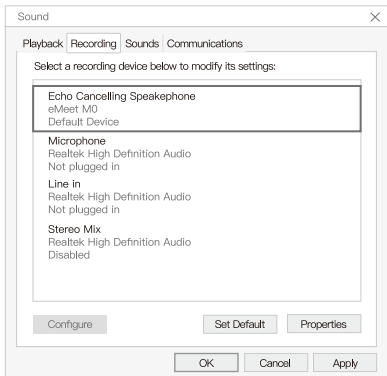 Sound
Playback Recording Sounds Communications
Select a recording device below to modify its settings:
Echo Cancelling Speakephone
eMeet M0
Default Device
Microphone
Realtek High Definition Audio
Not plugged in
Line in
Realtek High Definition Audio
Not plugged in
Stereo Mix
Realtek High Definition Audio
Disabled
Configure Set Default Properties
OK Cancel Apply